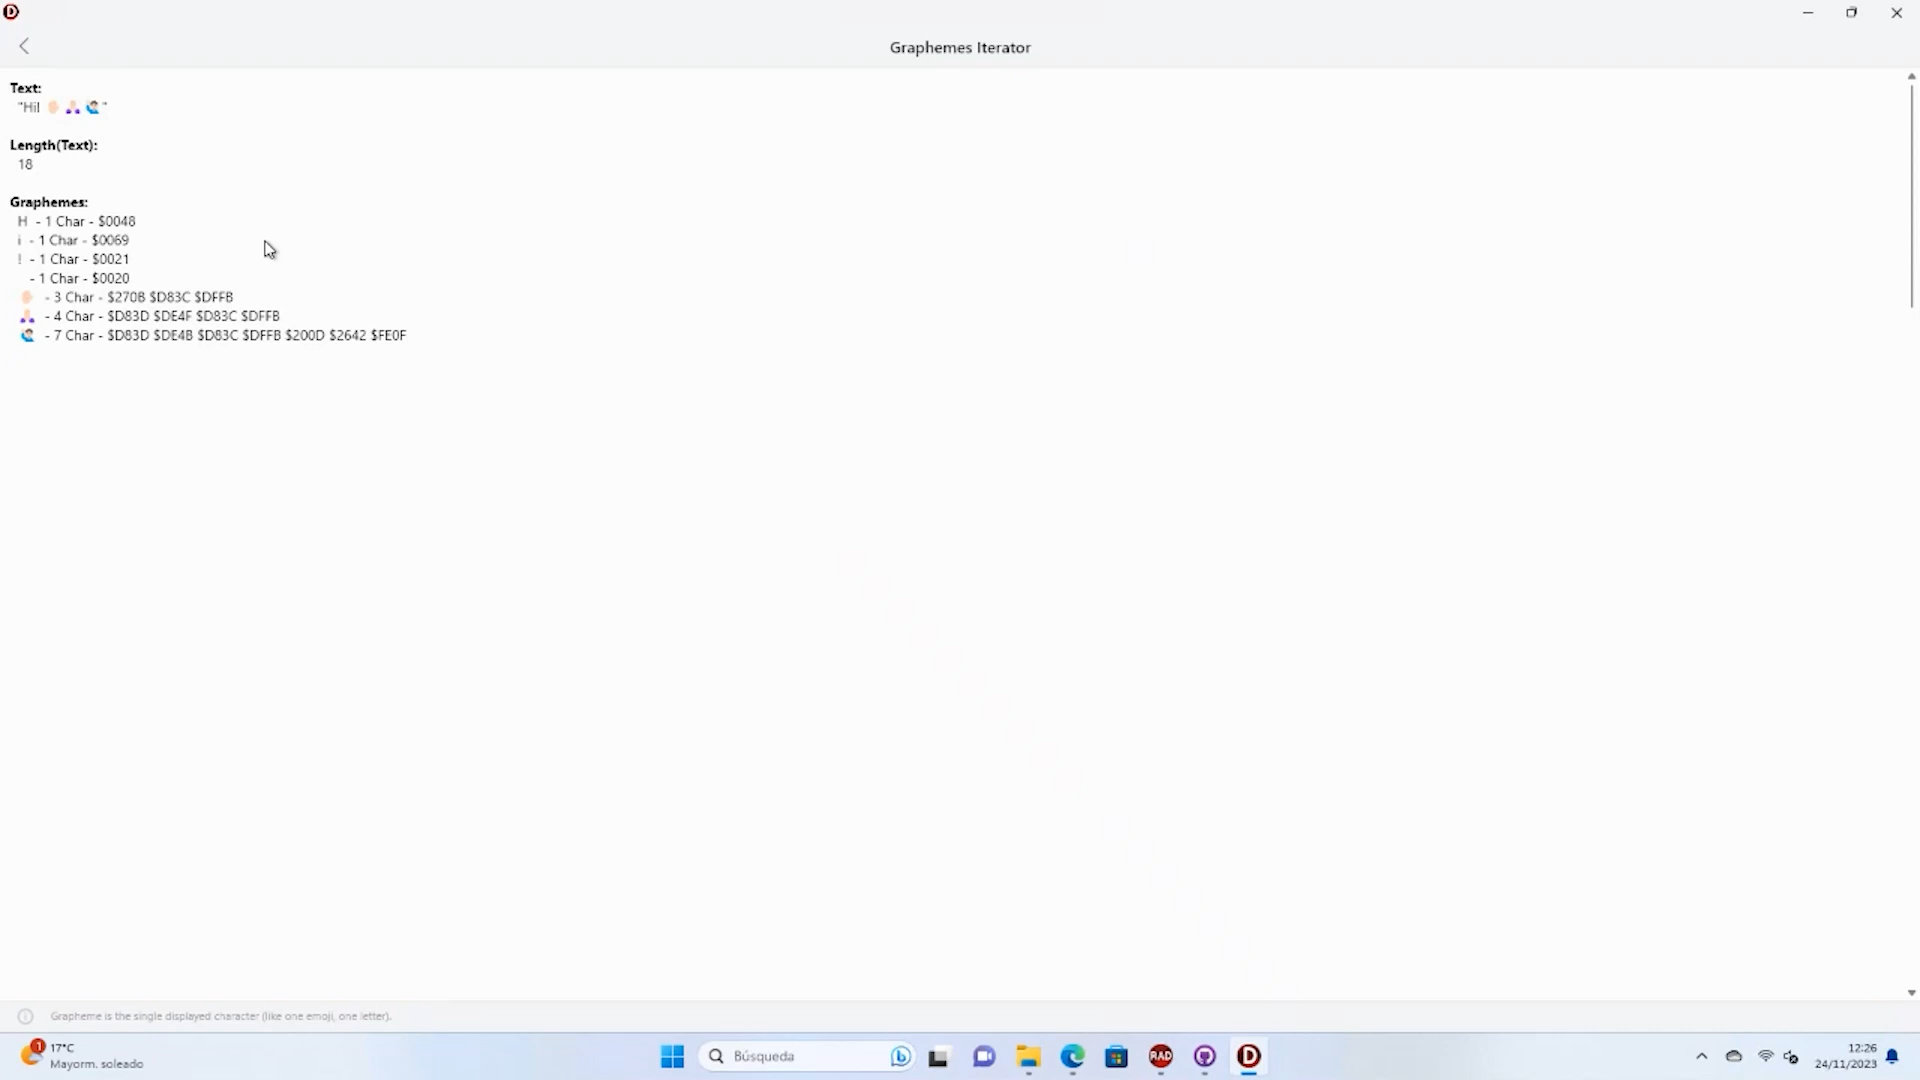 Graphemes Iterator
Text:
"Hi! ✋🏻🙏🏻🙋🏻‍♂️"
Length(Text):
18
Graphemes:
H - 1 Char - $0048
i - 1 Char - $0069
! - 1 Char - $0021
- 1 Char - $0020
✋🏻 - 3 Char - $270B $D83C $DFFB
🙏🏻 - 4 Char - $D83D $DE4F $D83C $DFFB
🙋🏻‍♂️ - 7 Char - $D83D $DE4B $D83C $DFFB $200D $2642 $FE0F
Grapheme is the single displayed character (like one emoji, one letter).
1
17°C
Mayorm. soleado
Búsqueda
RAD
D
12:26
24/11/2023